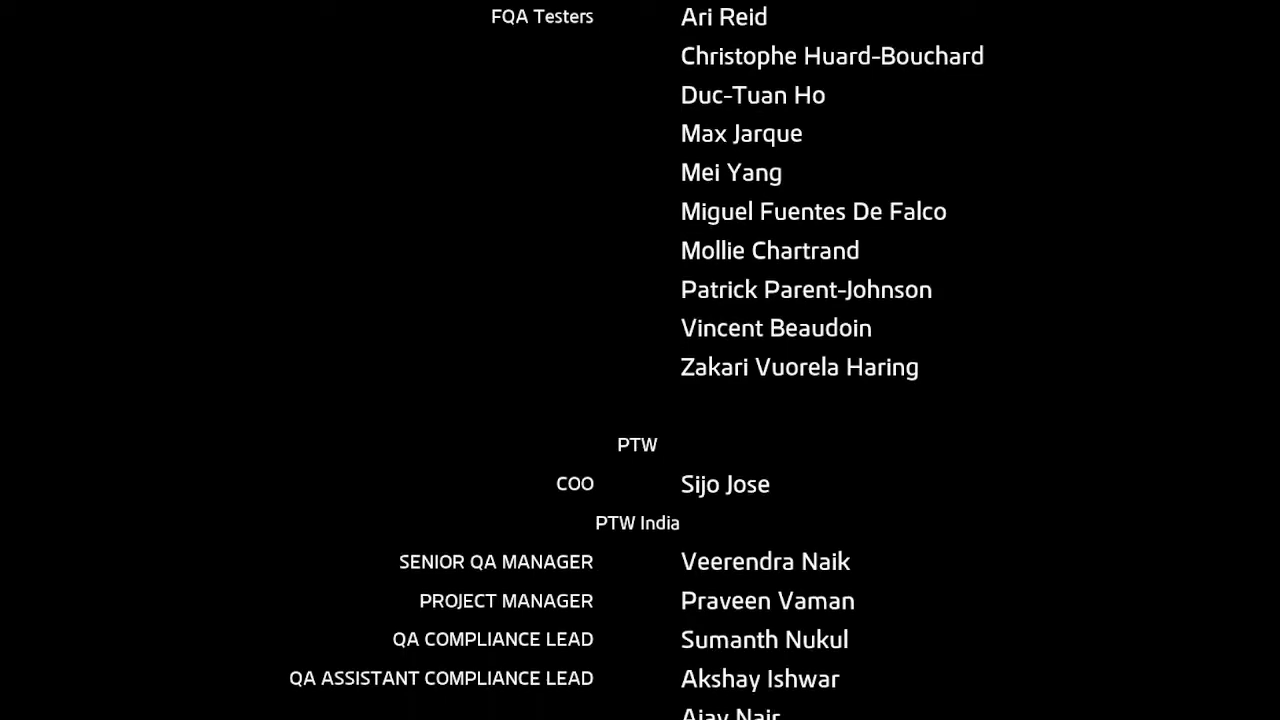 FQA Testers Ari Reid
Christophe Huard-Bouchard
Duc-Tuan Ho
Max Jarque
Mei Yang
Miguel Fuentes De Falco
Mollie Chartrand
Patrick Parent-Johnson
Vincent Beaudoin
Zakari Vuorela Haring
PTW
COO Sijo Jose
PTW India
SENIOR QA MANAGER Veerendra Naik
PROJECT MANAGER Praveen Vaman
QA COMPLIANCE LEAD Sumanth Nukul
QA ASSISTANT COMPLIANCE LEAD Akshay Ishwar
Ajay Nair